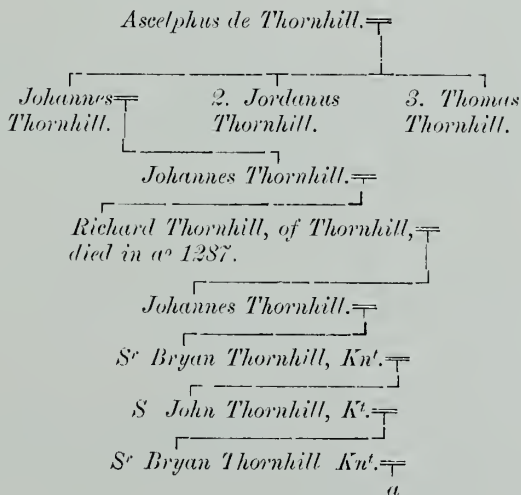 Ascelphus de Thornhill.
Johannes 2. Jordanus 3. Thomas
Thornhill. Thornhill. Thornhill.
Johannes Thornhill.
Richard Thornhill, of Thornhill,
died in aº 1287.
Johannes Thornhill.
Sʳ Bryan Thornhill, Knᵗ.
S John Thornhill, Kᵗ.
Sʳ Bryan Thornhill Knᵗ.
a